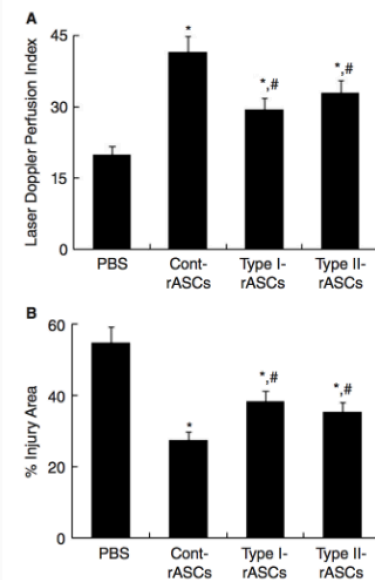 A
Laser Doppler Perfusion Index
45
30
15
0
*
*,#
*,#
PBS
Cont-
rASCs
Type I-
rASCs
Type II-
rASCs
B
% Injury Area
60
40
20
0
*
*,#
*,#
PBS
Cont-
rASCs
Type I-
rASCs
Type II-
rASCs